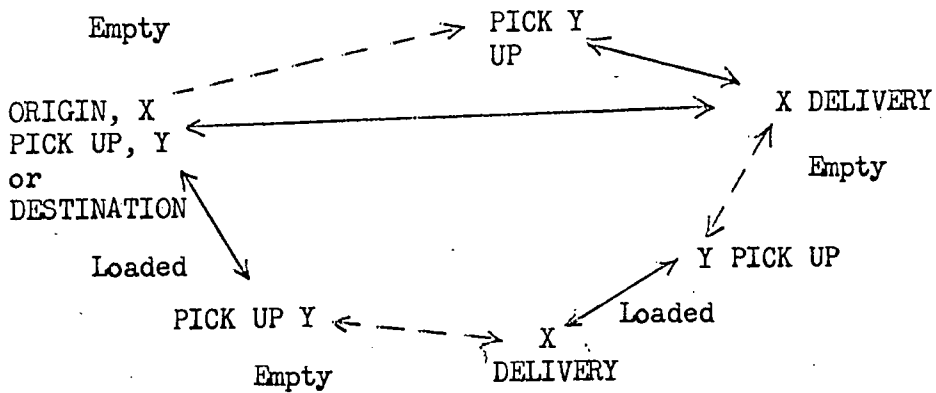 Empty
PICK Y
UP
ORIGIN, X
PICK UP, Y
or
DESTINATION
X DELIVERY
Empty
Loaded
Y PICK UP
PICK UP Y
Loaded
X
DELIVERY
Empty